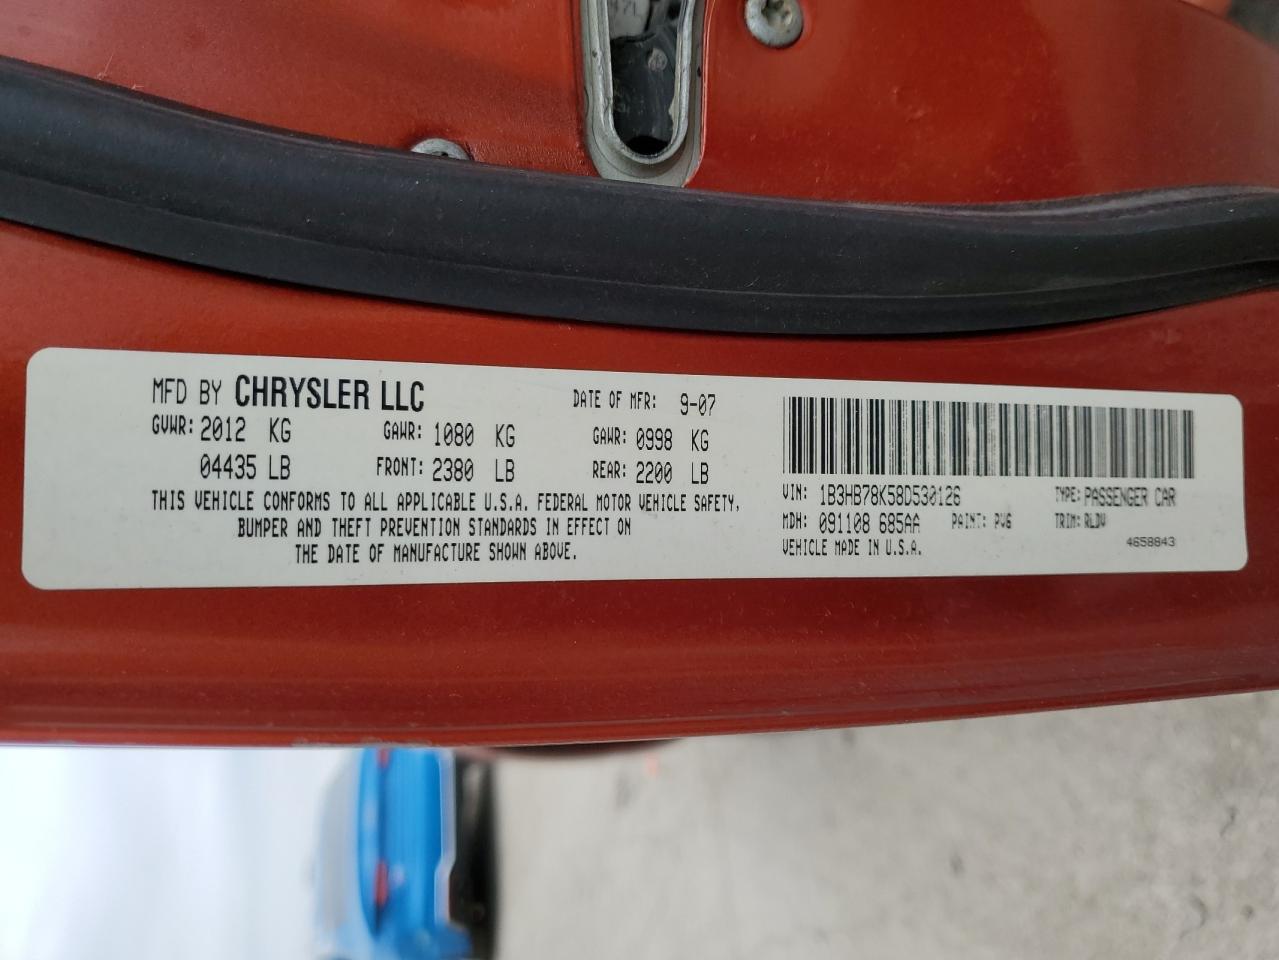 MFD BY CHRYSLER LLC DATE OF MFR: 9-07
GVWR: 2012 KG GAWR: 1080 KG GAWR: 0998 KG
04435 LB FRONT: 2380 LB REAR: 2200 LB
THIS VEHICLE CONFORMS TO ALL APPLICABLE U.S.A. FEDERAL MOTOR VEHICLE SAFETY,
BUMPER AND THEFT PREVENTION STANDARDS IN EFFECT ON
THE DATE OF MANUFACTURE SHOWN ABOVE.
VIN: 1B3HB78K58D530126 TYPE: PASSENGER CAR
MDH: 091108 685AA PAINT: PVG TRIM: RLDV
VEHICLE MADE IN U.S.A. 4658843